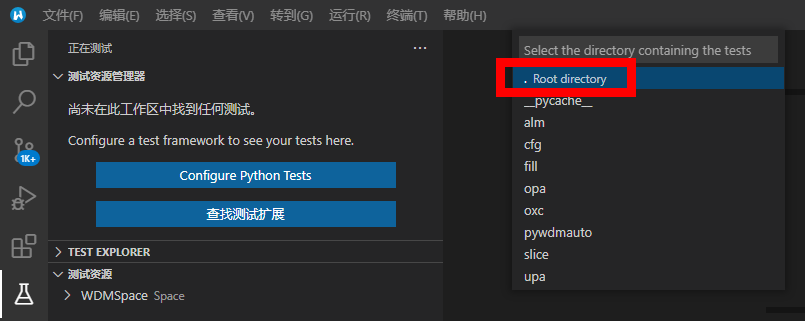 文件(F) 编辑(E) 选择(S) 查看(V) 转到(G) 运行(R) 终端(T) 帮助(H)
正在测试
测试资源管理器
尚未在此工作区中找到任何测试。
Configure a test framework to see your tests here.
Configure Python Tests
查找测试扩展
TEST EXPLORER
测试资源
WDMSpace Space
1K+
Select the directory containing the tests
. Root directory
__pycache__
alm
cfg
fill
opa
oxc
pywdmauto
slice
upa